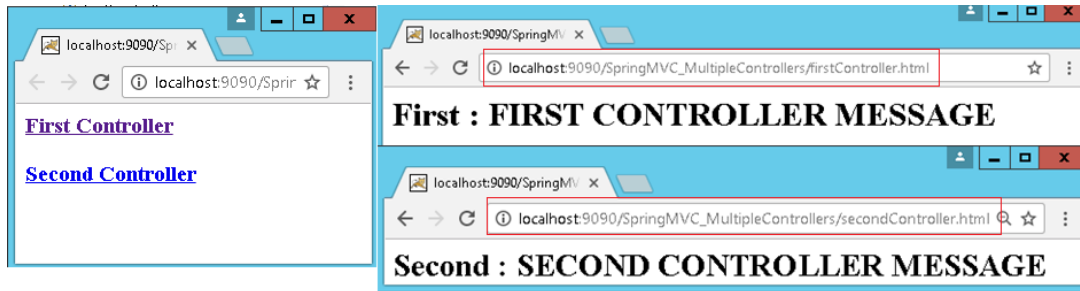 localhost:9090/Spr
localhost:9090/Sprir
First Controller
Second Controller
localhost:9090/SpringMV
localhost:9090/SpringMVC_MultipleControllers/firstController.html
First : FIRST CONTROLLER MESSAGE
localhost:9090/SpringMV
localhost:9090/SpringMVC_MultipleControllers/secondController.html
Second : SECOND CONTROLLER MESSAGE